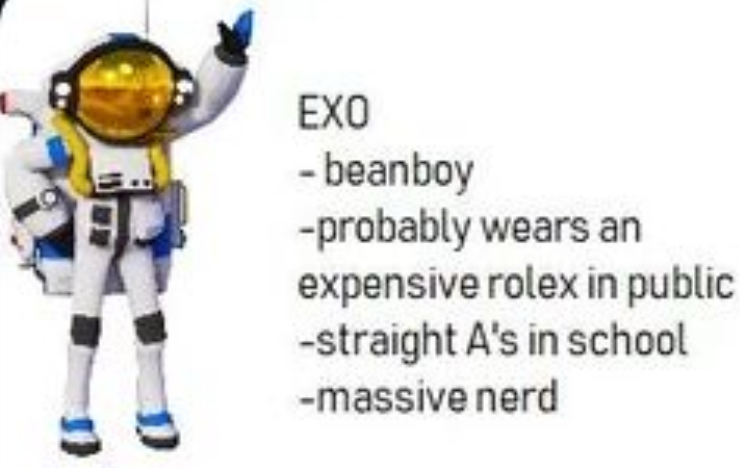 EXO
- beanboy
-probably wears an
expensive rolex in public
-straight A's in school
-massive nerd